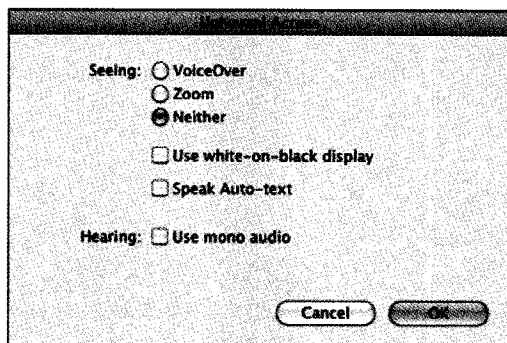 Universal Access
Seeing: VoiceOver
Zoom
Neither
Use white-on-black display
Speak Auto-text
Hearing: Use mono audio
Cancel OK